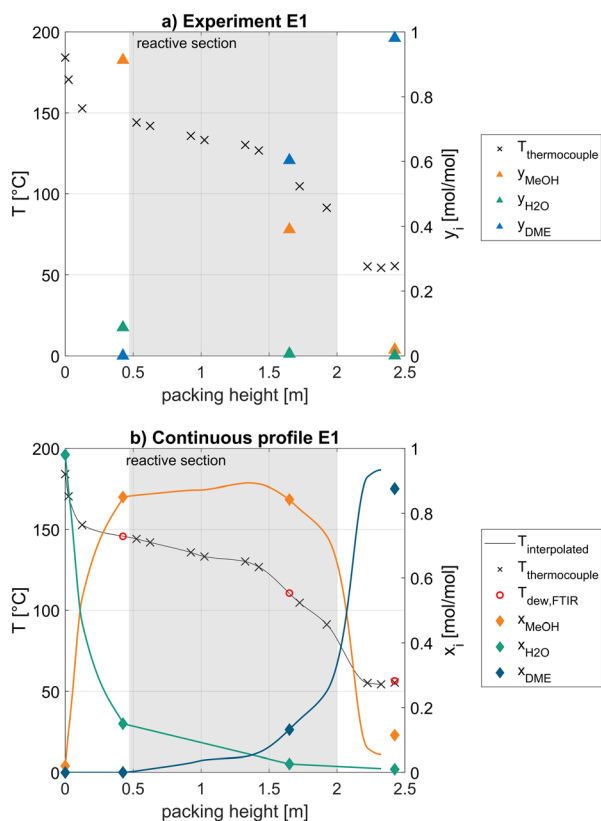 a) Experiment E1
reactive section
200
150
100
50
0
T [°C]
1
0.8
0.6
0.4
0.2
0
y_i [mol/mol]
0 0.5 1 1.5 2 2.5
packing height [m]
T_thermocouple
y_MeOH
y_H2O
y_DME
b) Continuous profile E1
reactive section
200
150
100
50
0
T [°C]
1
0.8
0.6
0.4
0.2
0
x_i [mol/mol]
0 0.5 1 1.5 2 2.5
packing height [m]
T_interpolated
T_thermocouple
T_dew,FTIR
x_MeOH
x_H2O
x_DME